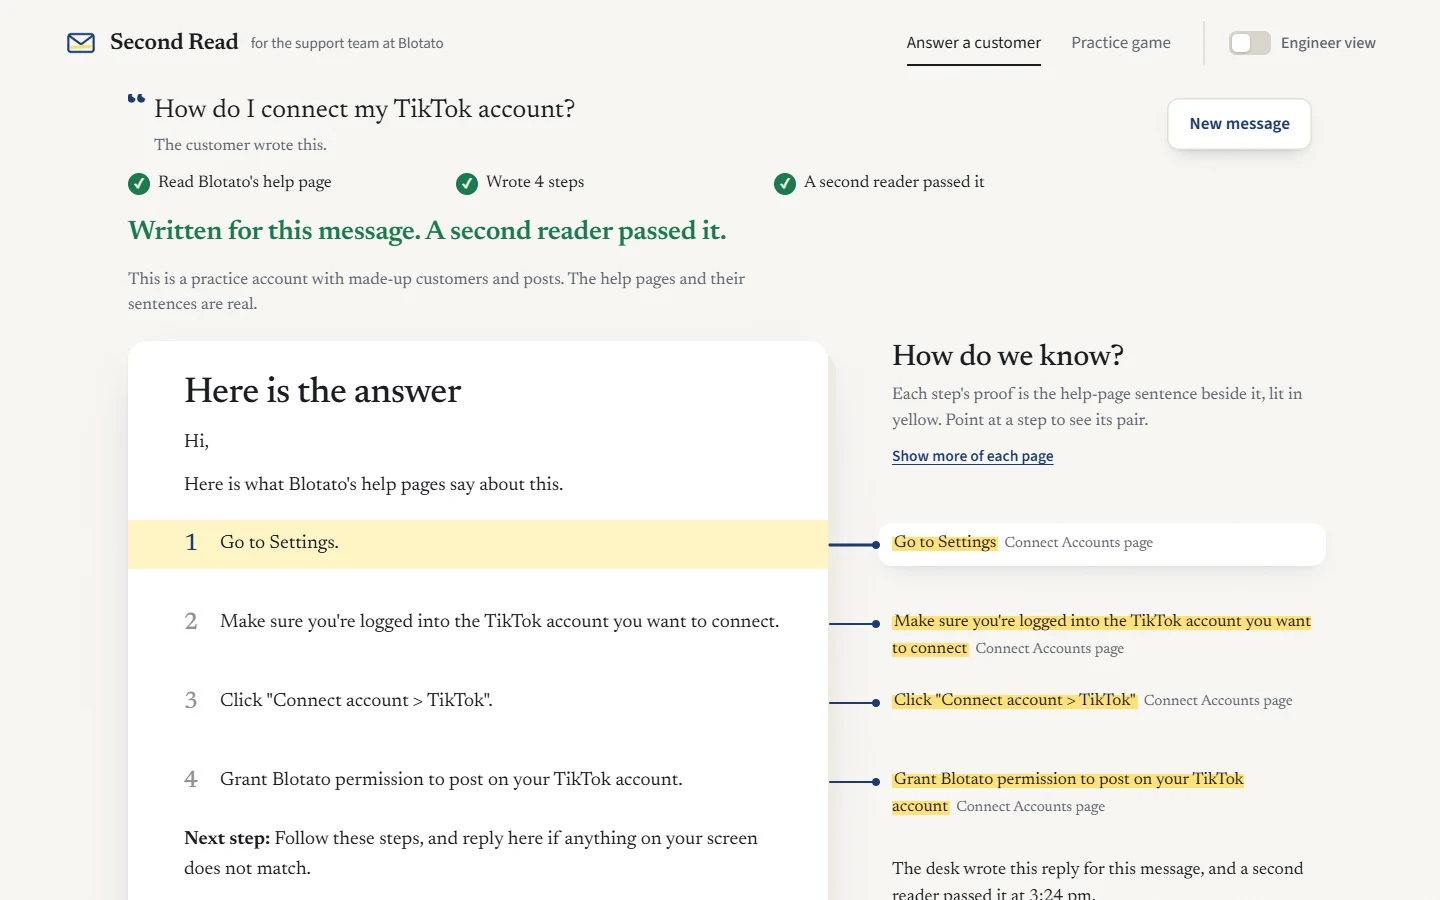 Second Read for the support team at Blotato
Answer a customer
Practice game
Engineer view
“ How do I connect my TikTok account?
The customer wrote this.
New message
Read Blotato's help page
Wrote 4 steps
A second reader passed it
Written for this message. A second reader passed it.
This is a practice account with made-up customers and posts. The help pages and their
sentences are real.
Here is the answer
Hi,
Here is what Blotato's help pages say about this.
1 Go to Settings.
2 Make sure you're logged into the TikTok account you want to connect.
3 Click "Connect account > TikTok".
4 Grant Blotato permission to post on your TikTok account.
Next step: Follow these steps, and reply here if anything on your screen
does not match.
How do we know?
Each step's proof is the help-page sentence beside it, lit in
yellow. Point at a step to see its pair.
Show more of each page
Go to Settings Connect Accounts page
Make sure you're logged into the TikTok account you want
to connect Connect Accounts page
Click "Connect account > TikTok" Connect Accounts page
Grant Blotato permission to post on your TikTok
account Connect Accounts page
The desk wrote this reply for this message, and a second
reader passed it at 3:24 pm.